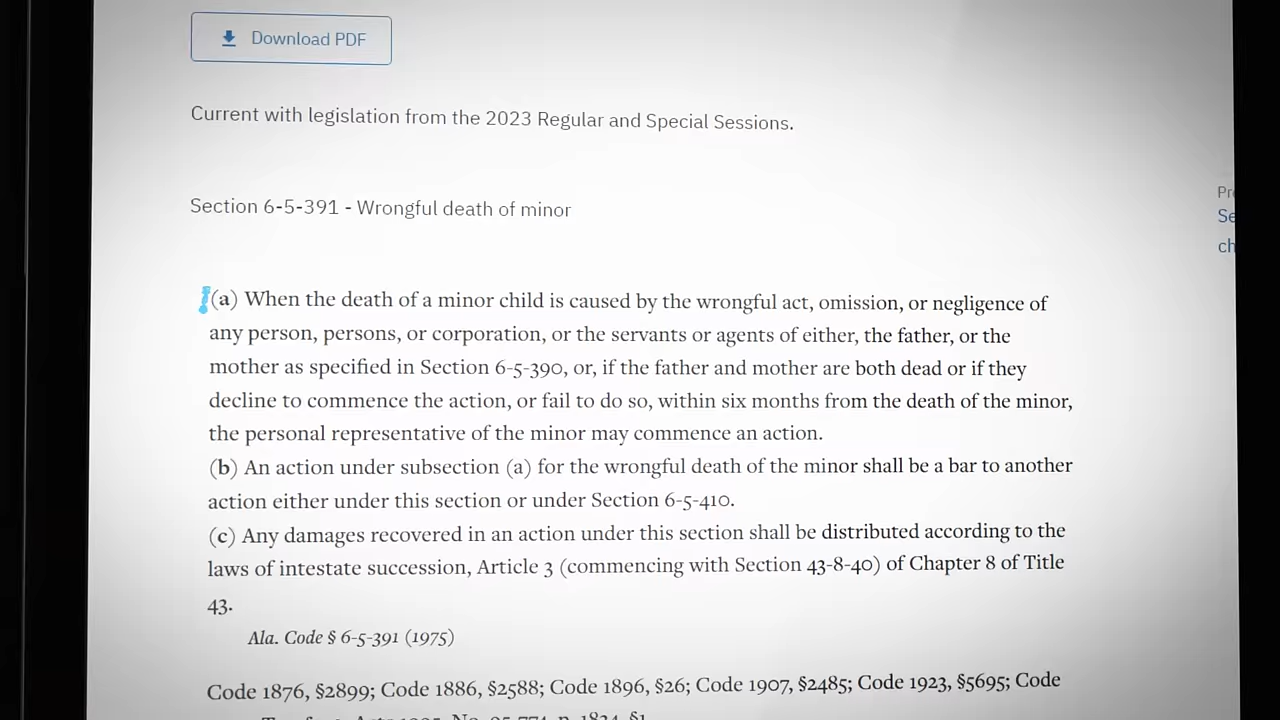 Download PDF
Current with legislation from the 2023 Regular and Special Sessions.
Section 6-5-391 - Wrongful death of minor
(a) When the death of a minor child is caused by the wrongful act, omission, or negligence of
any person, persons, or corporation, or the servants or agents of either, the father, or the
mother as specified in Section 6-5-390, or, if the father and mother are both dead or if they
decline to commence the action, or fail to do so, within six months from the death of the minor,
the personal representative of the minor may commence an action.
(b) An action under subsection (a) for the wrongful death of the minor shall be a bar to another
action either under this section or under Section 6-5-410.
(c) Any damages recovered in an action under this section shall be distributed according to the
laws of intestate succession, Article 3 (commencing with Section 43-8-40) of Chapter 8 of Title
43.
Ala. Code § 6-5-391 (1975)
Code 1876, §2899; Code 1886, §2588; Code 1896, §26; Code 1907, §2485; Code 1923, §5695; Code